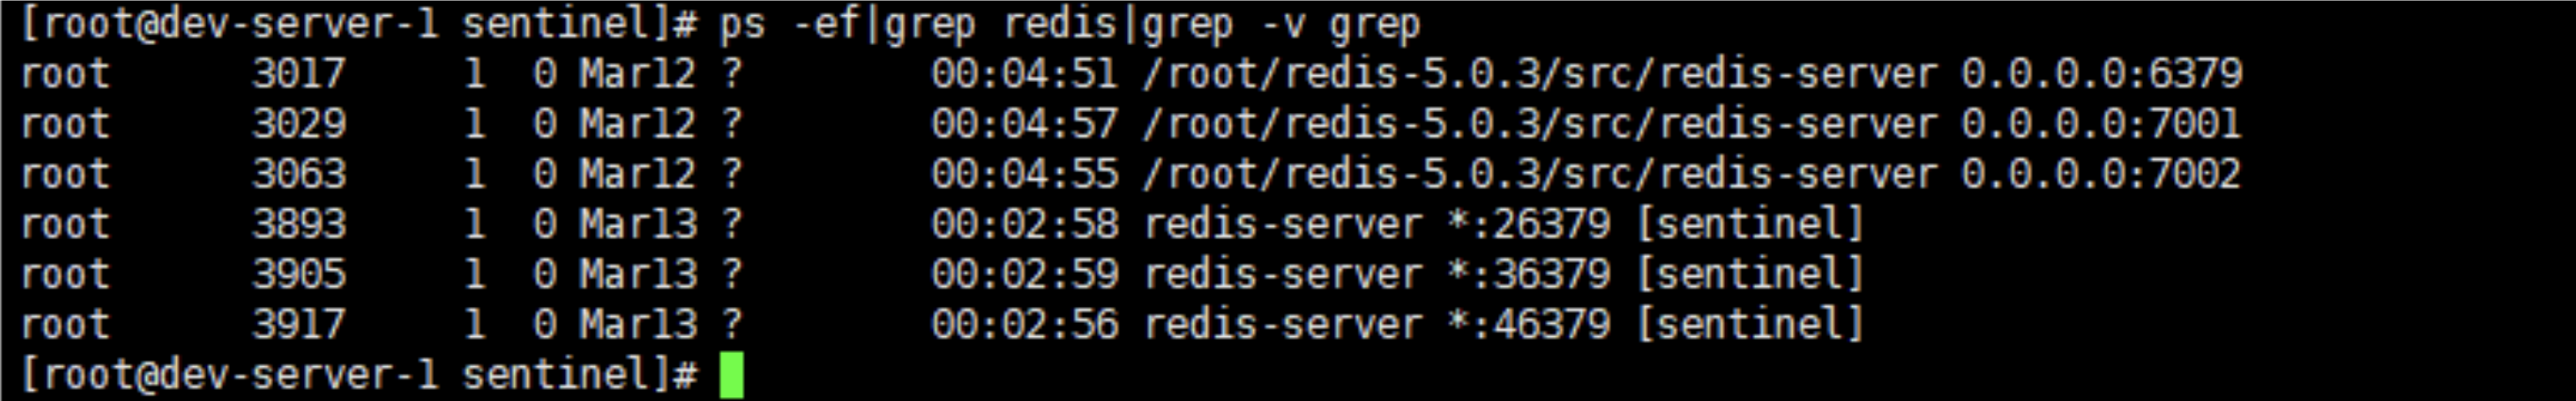 [root@dev-server-1 sentinel]# ps -ef|grep redis|grep -v grep
root      3017     1  0 Mar12 ?        00:04:51 /root/redis-5.0.3/src/redis-server 0.0.0.0:6379
root      3029     1  0 Mar12 ?        00:04:57 /root/redis-5.0.3/src/redis-server 0.0.0.0:7001
root      3063     1  0 Mar12 ?        00:04:55 /root/redis-5.0.3/src/redis-server 0.0.0.0:7002
root      3893     1  0 Mar13 ?        00:02:58 redis-server *:26379 [sentinel]
root      3905     1  0 Mar13 ?        00:02:59 redis-server *:36379 [sentinel]
root      3917     1  0 Mar13 ?        00:02:56 redis-server *:46379 [sentinel]
[root@dev-server-1 sentinel]#